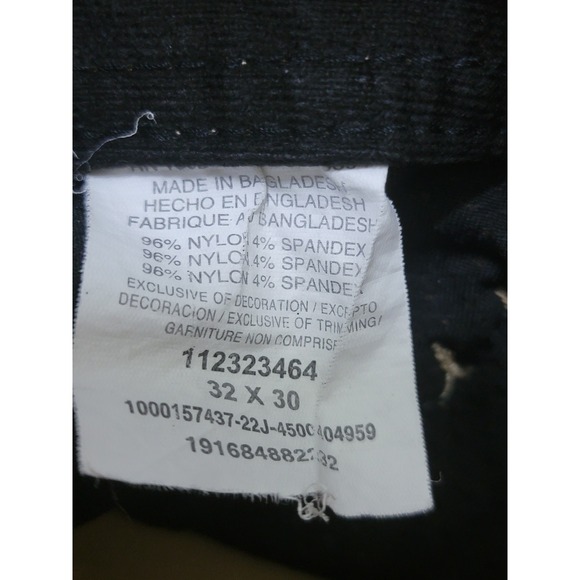 MADE IN BAGLADESH
HECHO EN BANGLADESH
FABRIQUE AU BANGLADESH
96% NYLON 4% SPANDEX
96% NYLON 4% SPANDEX
96% NYLON 4% SPANDEX
EXCLUSIVE OF DECORATION / EXCEPTO
DECORACION / EXCLUSIVE OF TRIMMING/
GARNITURE NON COMPRISE
112323464
32 X 30